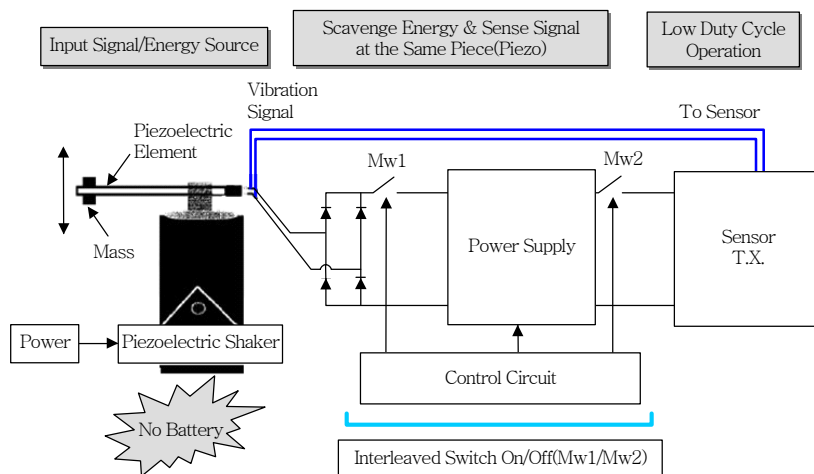 Input Signal/Energy Source
Scavenge Energy & Sense Signal
at the Same Piece(Piezo)
Low Duty Cycle
Operation
Vibration
Signal
To Sensor
Piezoelectric
Element
Mw1
Mw2
Mass
Power Supply
Sensor
T.X.
Power
Piezoelectric Shaker
Control Circuit
No Battery
Interleaved Switch On/Off(Mw1/Mw2)